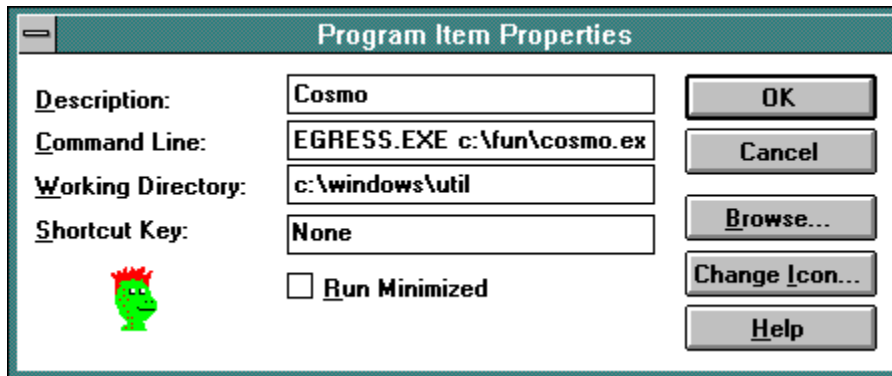 Program Item Properties
Description:
Cosmo
OK
Command Line:
EGRESS.EXE c:\fun\cosmo.ex
Cancel
Working Directory:
c:\windows\util
Browse...
Shortcut Key:
None
Change Icon...
Run Minimized
Help